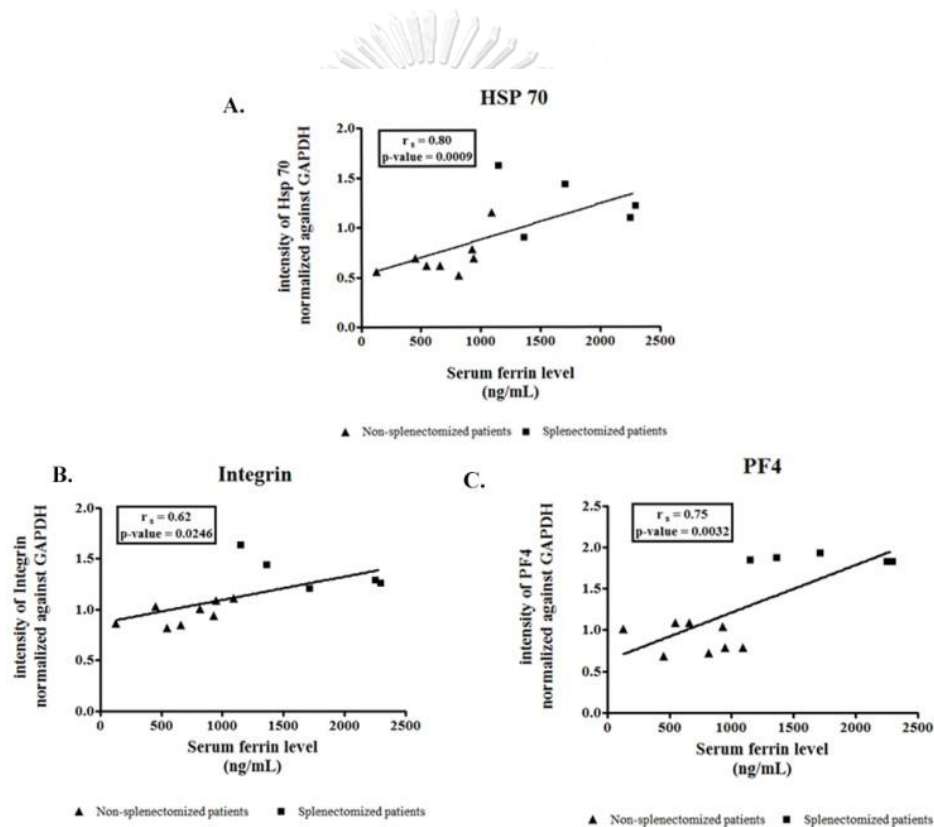 A.
HSP 70
intensity of Hsp 70
normalized against GAPDH
2.0
1.5
1.0
0.5
0.0
r s = 0.80
p-value = 0.0009
0 500 1000 1500 2000 2500
Serum ferrin level
(ng/mL)
Non-splenectomized patients Splenectomized patients
B.
Integrin
intensity of Integrin
normalized against GAPDH
2.0
1.5
1.0
0.5
0.0
r s = 0.62
p-value = 0.0246
0 500 1000 1500 2000 2500
Serum ferrin level
(ng/mL)
Non-splenectomized patients Splenectomized patients
C.
PF4
intensity of PF4
normalized against GAPDH
2.5
2.0
1.5
1.0
0.5
0.0
r s = 0.75
p-value = 0.0032
0 500 1000 1500 2000 2500
Serum ferrin level
(ng/mL)
Non-splenectomized patients Splenectomized patients